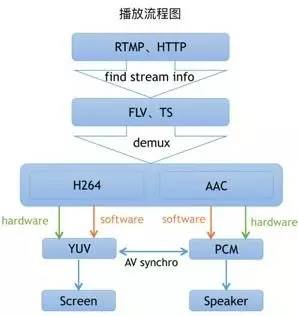 播放流程图
RTMP、HTTP
find stream info
FLV、TS
demux
H264 AAC
hardware software software hardware
YUV PCM
AV synchro
Screen Speaker